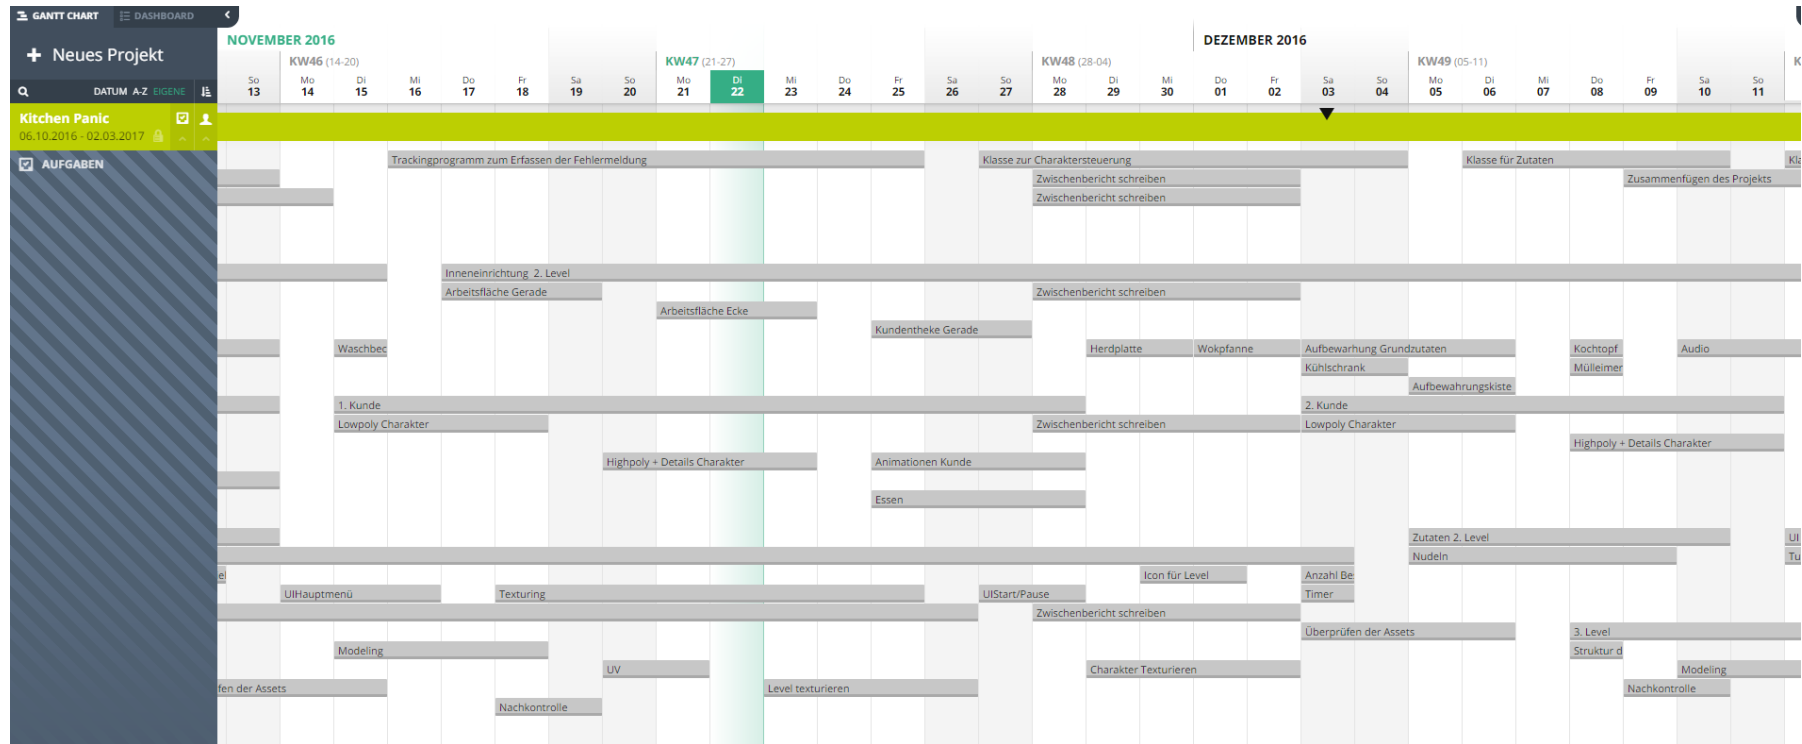 GANTT CHART DASHBOARD
Neues Projekt
DATUM A-Z EIGENE
Kitchen Panic
06.10.2016 - 02.03.2017
AUFGABEN
NOVEMBER 2016 DEZEMBER 2016
KW46 (14-20) KW47 (21-27) KW48 (28-04) KW49 (05-11) K
So Mo Di Mi Do Fr Sa So Mo Di Mi Do Fr Sa So Mo Di Mi Do Fr Sa So Mo Di Mi Do Fr Sa So
13 14 15 16 17 18 19 20 21 22 23 24 25 26 27 28 29 30 01 02 03 04 05 06 07 08 09 10 11
Trackingprogramm zum Erfassen der Fehlermeldung Klasse zur Charaktersteuerung Klasse für Zutaten Kla
Zwischenbericht schreiben Zusammenfügen des Projekts
Zwischenbericht schreiben
Inneneinrichtung 2. Level
Arbeitsfläche Gerade Zwischenbericht schreiben
Arbeitsfläche Ecke
Kundentheke Gerade
Waschbec Herdplatte Wokpfanne Aufbewarhung Grundzutaten Kochtopf Audio
Kühlschrank Mülleimer
Aufbewahrungskiste
1. Kunde 2. Kunde
Lowpoly Charakter Zwischenbericht schreiben Lowpoly Charakter
Highpoly + Details Charakter
Highpoly + Details Charakter Animationen Kunde
Essen
Zutaten 2. Level UI
Nudeln Tu
el Icon für Level Anzahl Be
UIHauptmenü Texturing UIStart/Pause Timer
Zwischenbericht schreiben
Überprüfen der Assets 3. Level
Modeling Struktur d
UV Charakter Texturieren Modeling
fen der Assets Level texturieren Nachkontrolle
Nachkontrolle